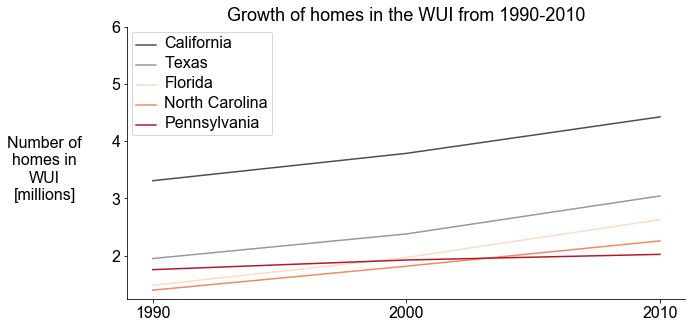 Growth of homes in the WUI from 1990-2010
6
California
Texas
Florida
North Carolina
Pennsylvania
5
4
3
2
Number of
homes in
WUI
[millions]
1990
2000
2010